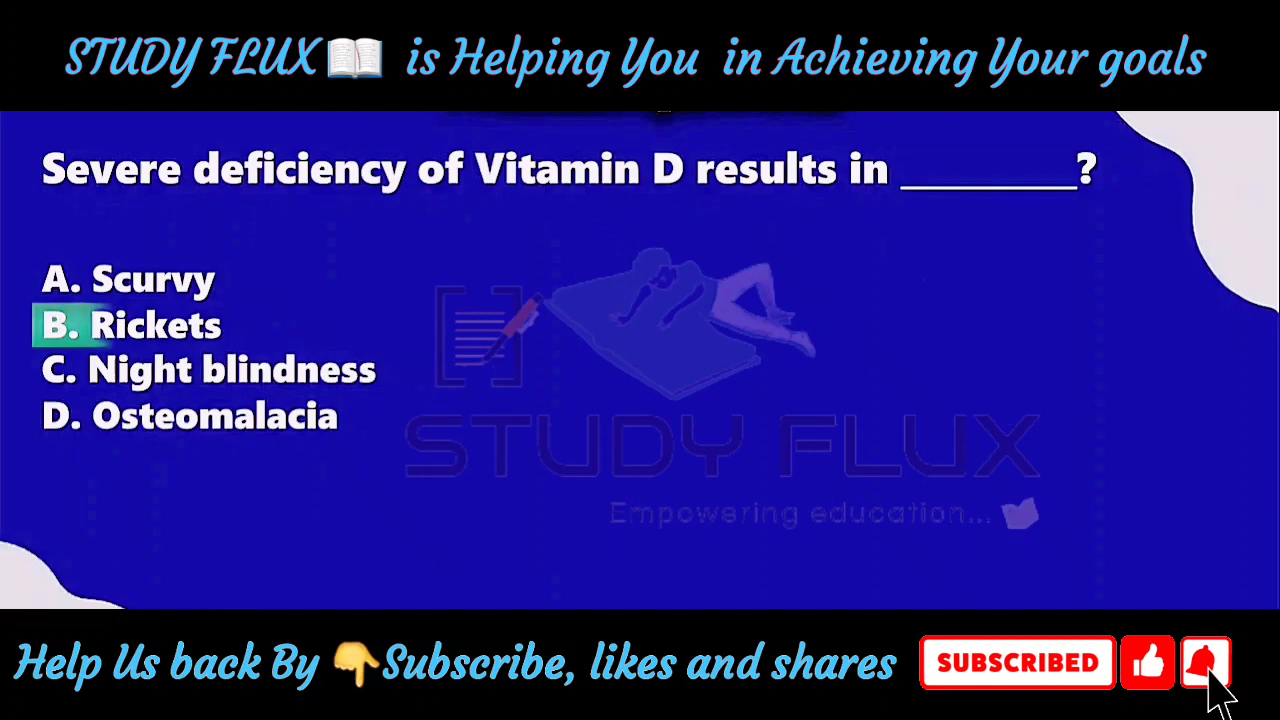 STUDY FLUX📖 is Helping You in Achieving Your goals
Severe deficiency of Vitamin D results in _________?
A. Scurvy
B. Rickets
C. Night blindness
D. Osteomalacia
STUDY FLUX
Empowering education...
Help Us back By 👇Subscribe, likes and shares
SUBSCRIBED